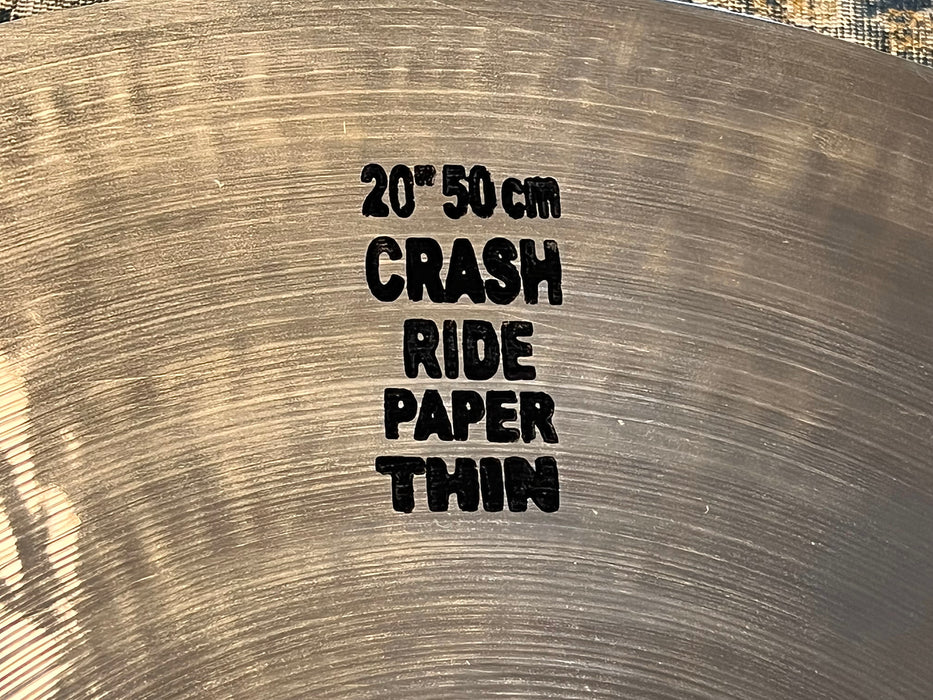 20" 50 cm
CRASH
RIDE
PAPER
THIN